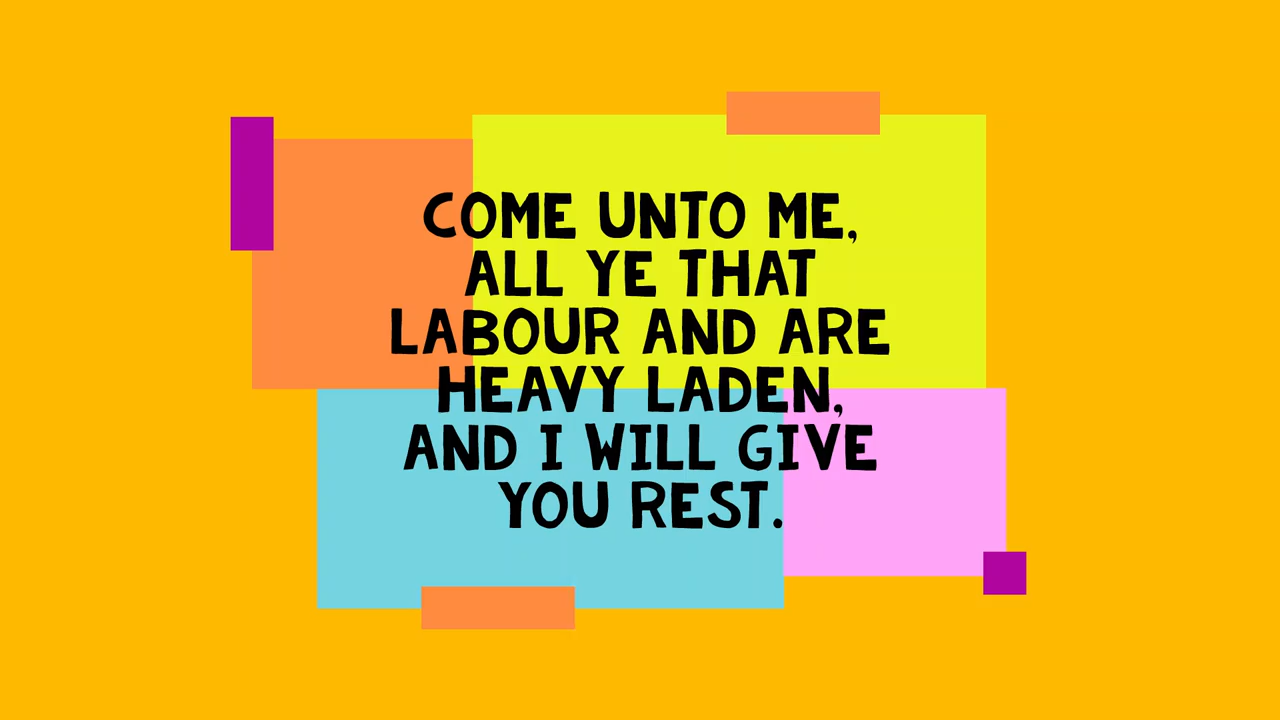 COME UNTO ME,
ALL YE THAT
LABOUR AND ARE
HEAVY LADEN,
AND I WILL GIVE
YOU REST.